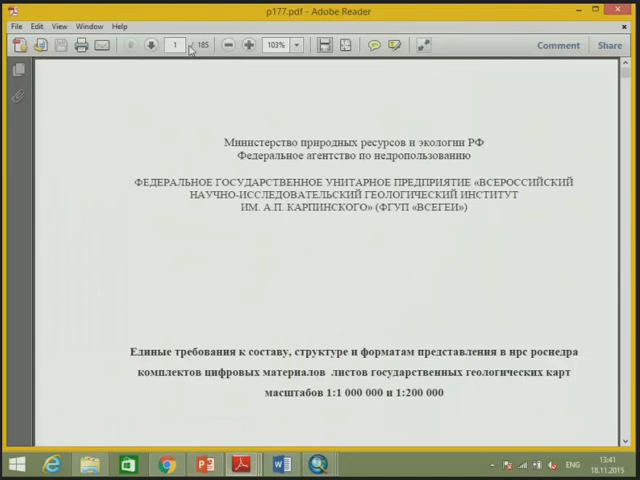 p177.pdf - Adobe Reader
File Edit View Window Help
1 / 185 103% Comment Share
Министерство природных ресурсов и экологии РФ
Федеральное агентство по недропользованию
ФЕДЕРАЛЬНОЕ ГОСУДАРСТВЕННОЕ УНИТАРНОЕ ПРЕДПРИЯТИЕ «ВСЕРОССИЙСКИЙ
НАУЧНО-ИССЛЕДОВАТЕЛЬСКИЙ ГЕОЛОГИЧЕСКИЙ ИНСТИТУТ
ИМ. А.П. КАРПИНСКОГО» (ФГУП «ВСЕГЕИ»)
Единые требования к составу, структуре и форматам представления в нрс роснедра
комплектов цифровых материалов листов государственных геологических карт
масштабов 1:1 000 000 и 1:200 000
ENG 13:41
18.11.2015